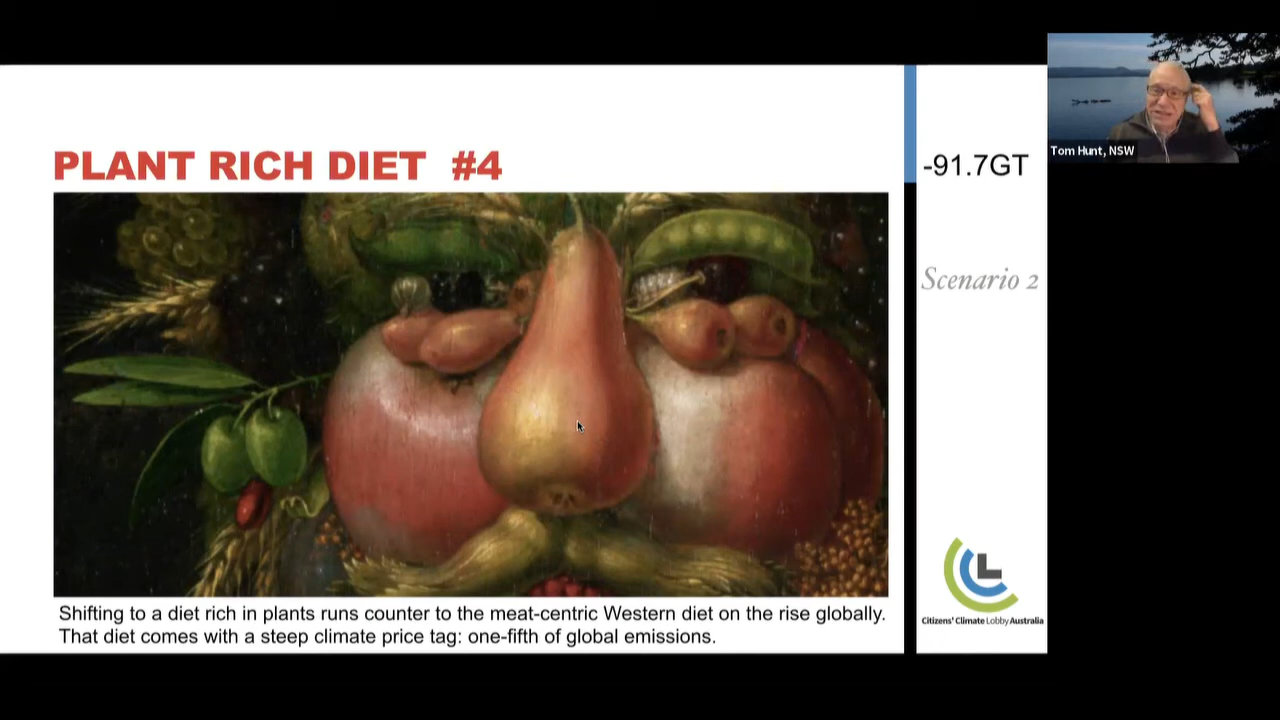 PLANT RICH DIET #4
-91.7GT
Scenario 2
Shifting to a diet rich in plants runs counter to the meat-centric Western diet on the rise globally.
That diet comes with a steep climate price tag: one-fifth of global emissions.
Citizens' Climate Lobby Australia
Tom Hunt, NSW